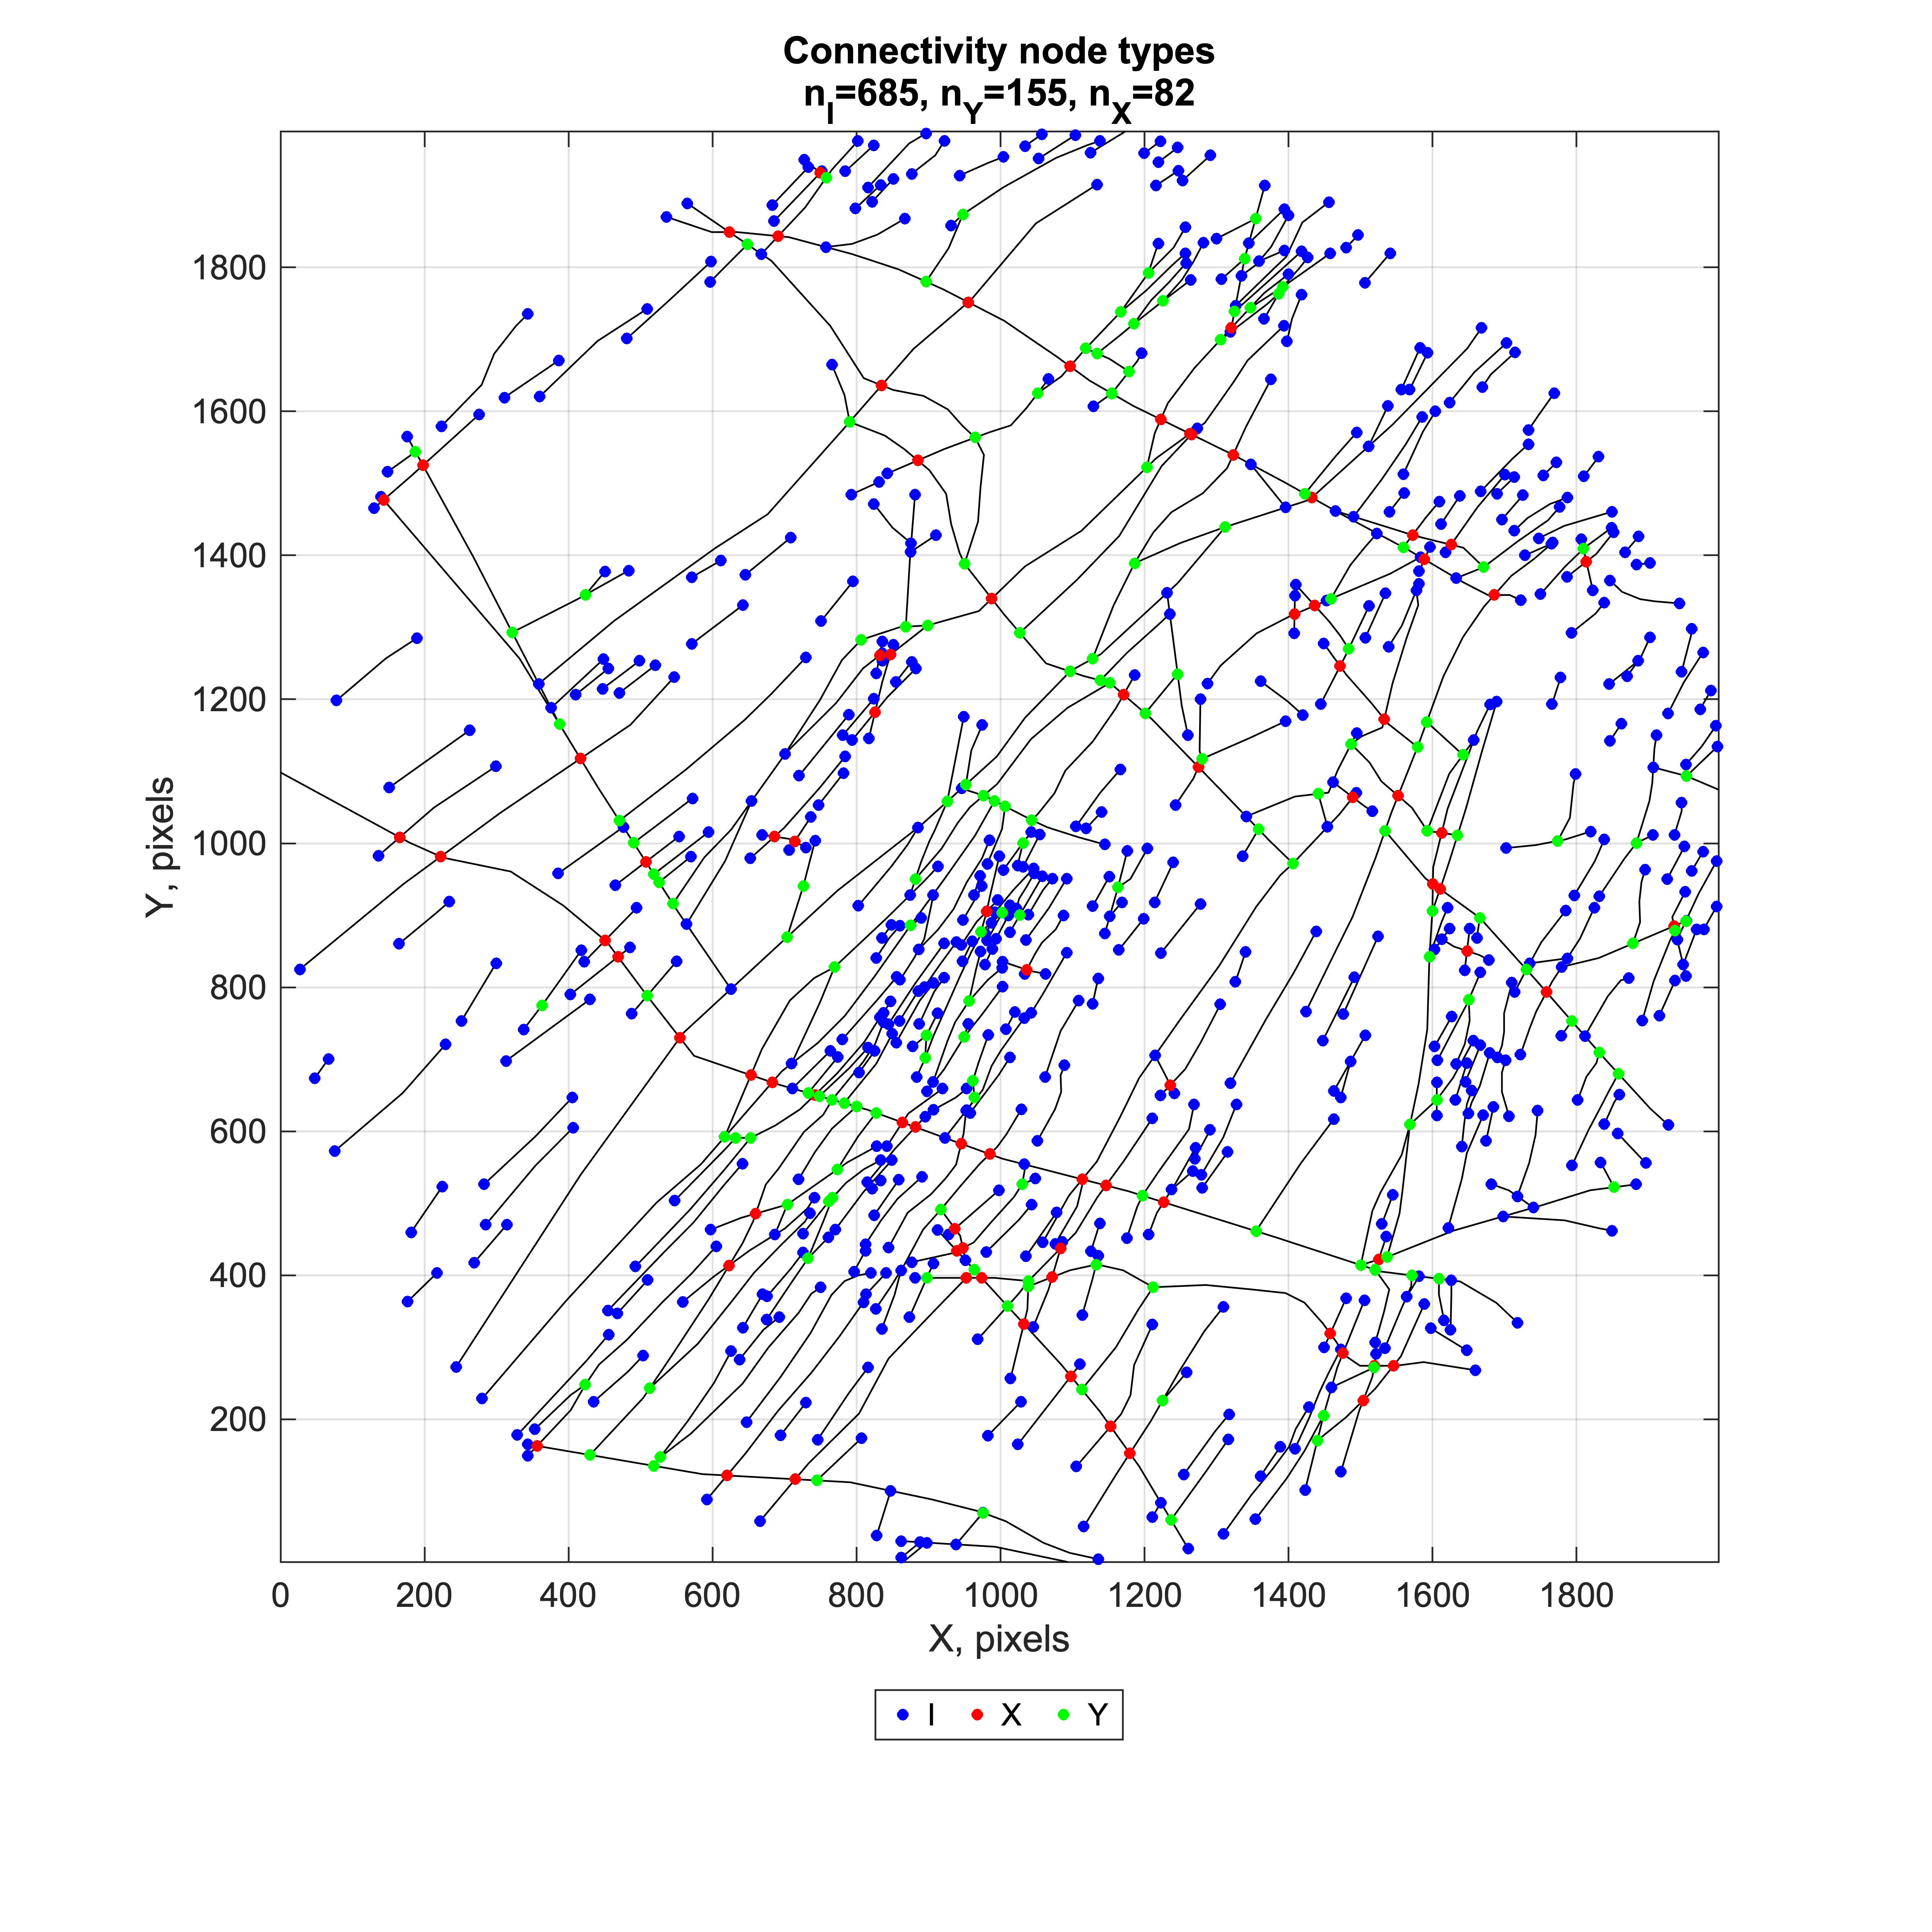 Connectivity node types
nI=685, nY=155, nX=82
1800
1600
1400
1200
1000
800
600
400
200
Y, pixels
0 200 400 600 800 1000 1200 1400 1600 1800
X, pixels
I X Y